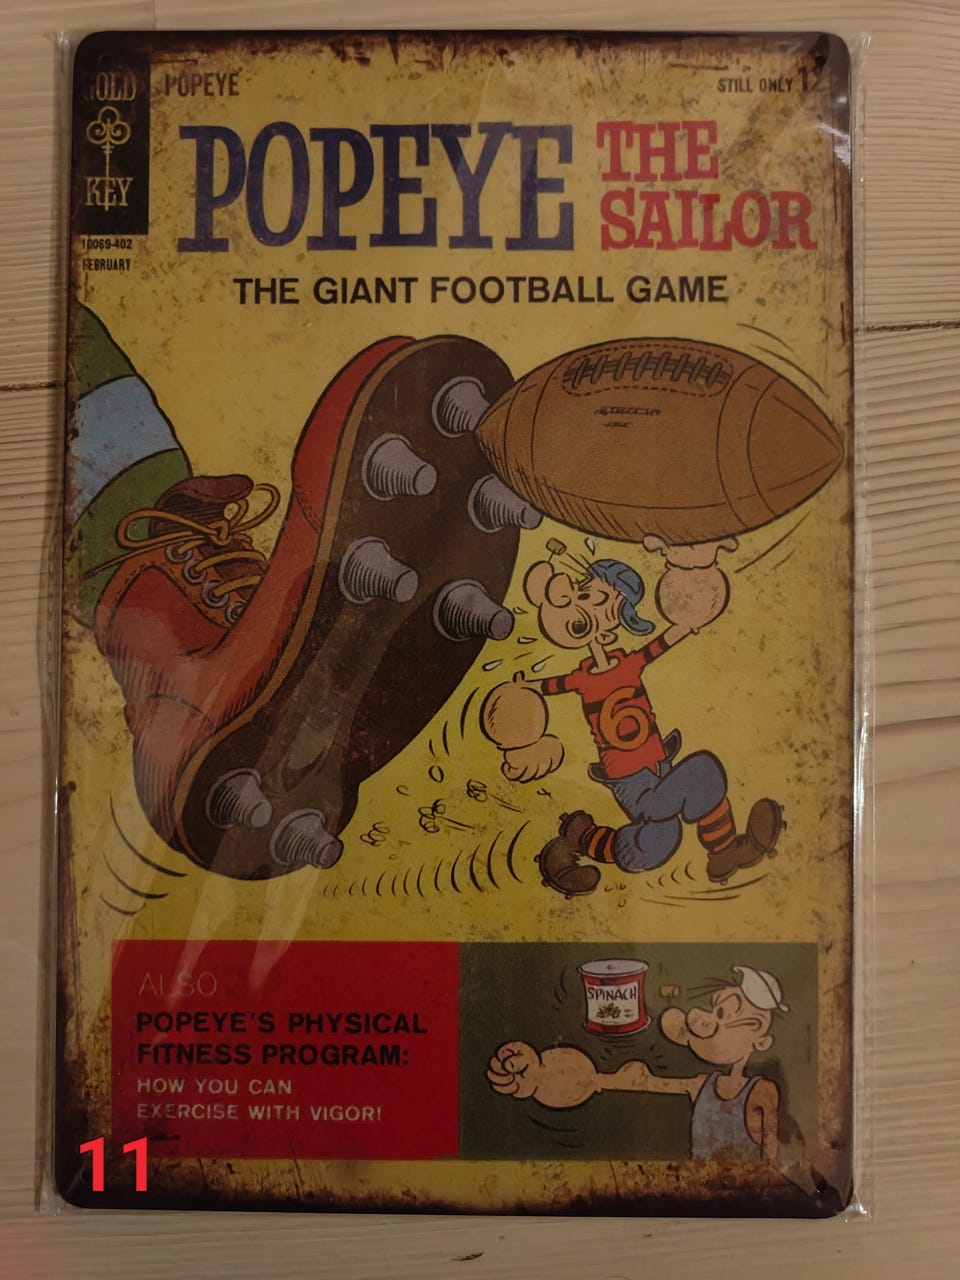 GOLD
KEY
10069-402
FEBRUARY
POPEYE
STILL ONLY
POPEYE THE
SAILOR
THE GIANT FOOTBALL GAME
6
SPINACH
ALSO
POPEYE'S PHYSICAL
FITNESS PROGRAM:
HOW YOU CAN
EXERCISE WITH VIGOR!
11